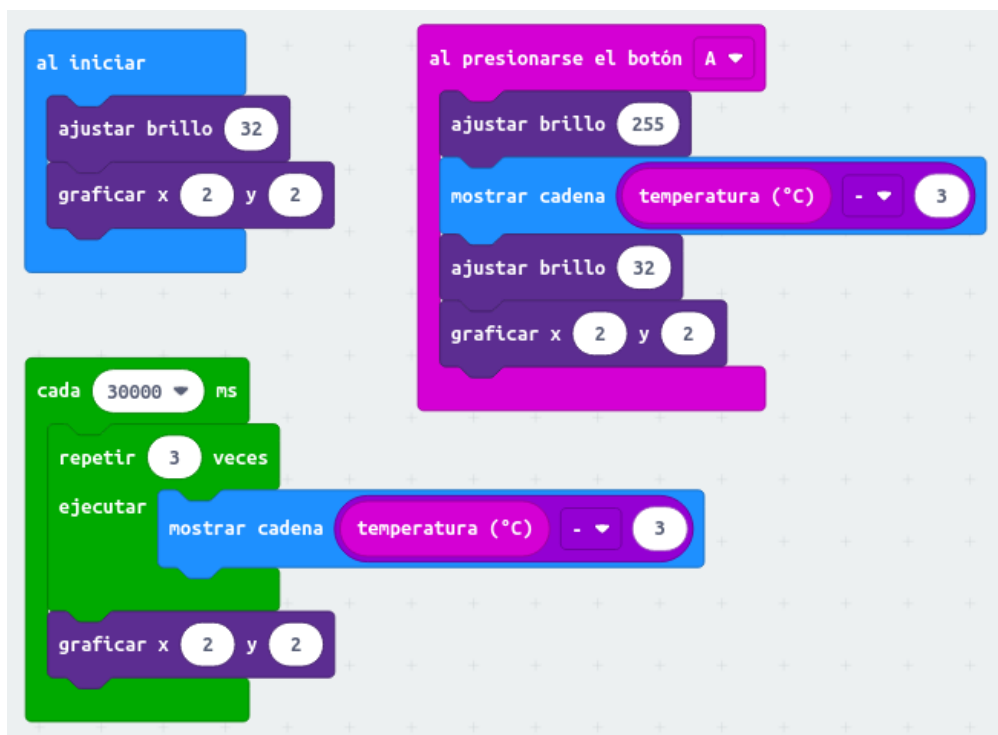 al iniciar
ajustar brillo 32
graficar x 2 y 2
al presionarse el botón A
ajustar brillo 255
mostrar cadena temperatura (°C) - 3
ajustar brillo 32
graficar x 2 y 2
cada 30000 ms
repetir 3 veces
ejecutar
mostrar cadena temperatura (°C) - 3
graficar x 2 y 2